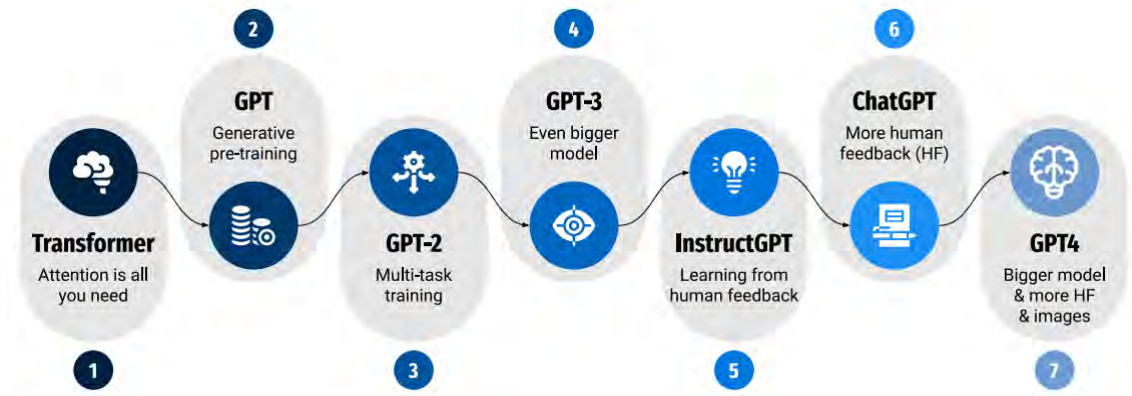 1
Transformer
Attention is all
you need
2
GPT
Generative
pre-training
3
GPT-2
Multi-task
training
4
GPT-3
Even bigger
model
5
InstructGPT
Learning from
human feedback
6
ChatGPT
More human
feedback (HF)
7
GPT4
Bigger model
& more HF
& images